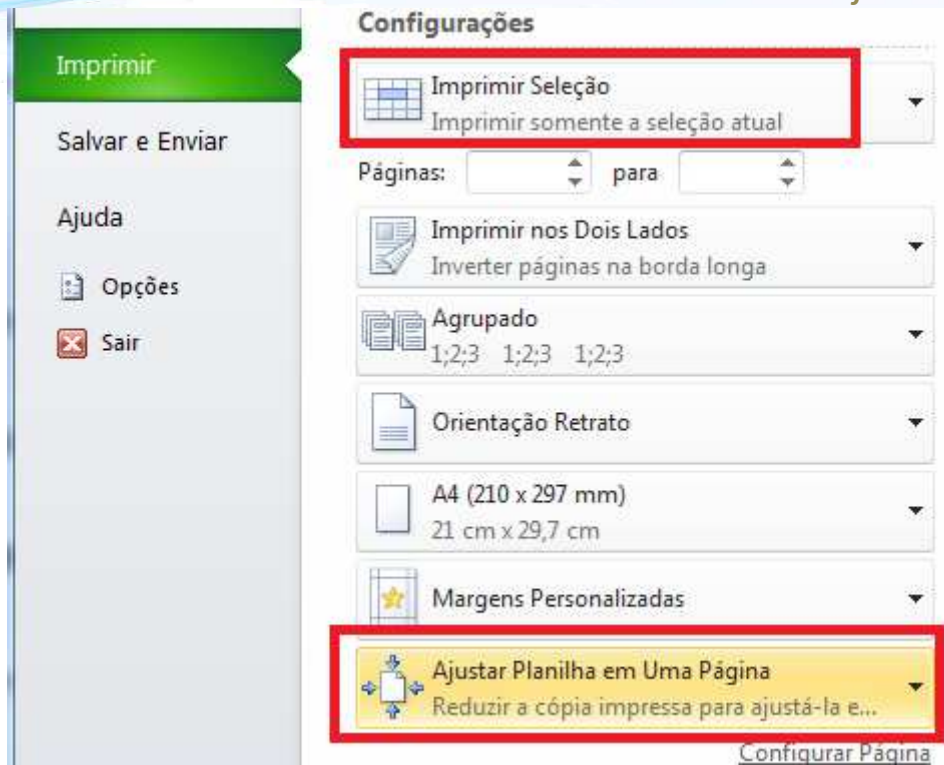 Configurações
Imprimir
Salvar e Enviar
Ajuda
Opções
Sair
Imprimir Seleção
Imprimir somente a seleção atual
Páginas: para
Imprimir nos Dois Lados
Inverter páginas na borda longa
Agrupado
1;2;3 1;2;3 1;2;3
Orientação Retrato
A4 (210 x 297 mm)
21 cm x 29,7 cm
Margens Personalizadas
Ajustar Planilha em Uma Página
Reduzir a cópia impressa para ajustá-la e...
Configurar Página